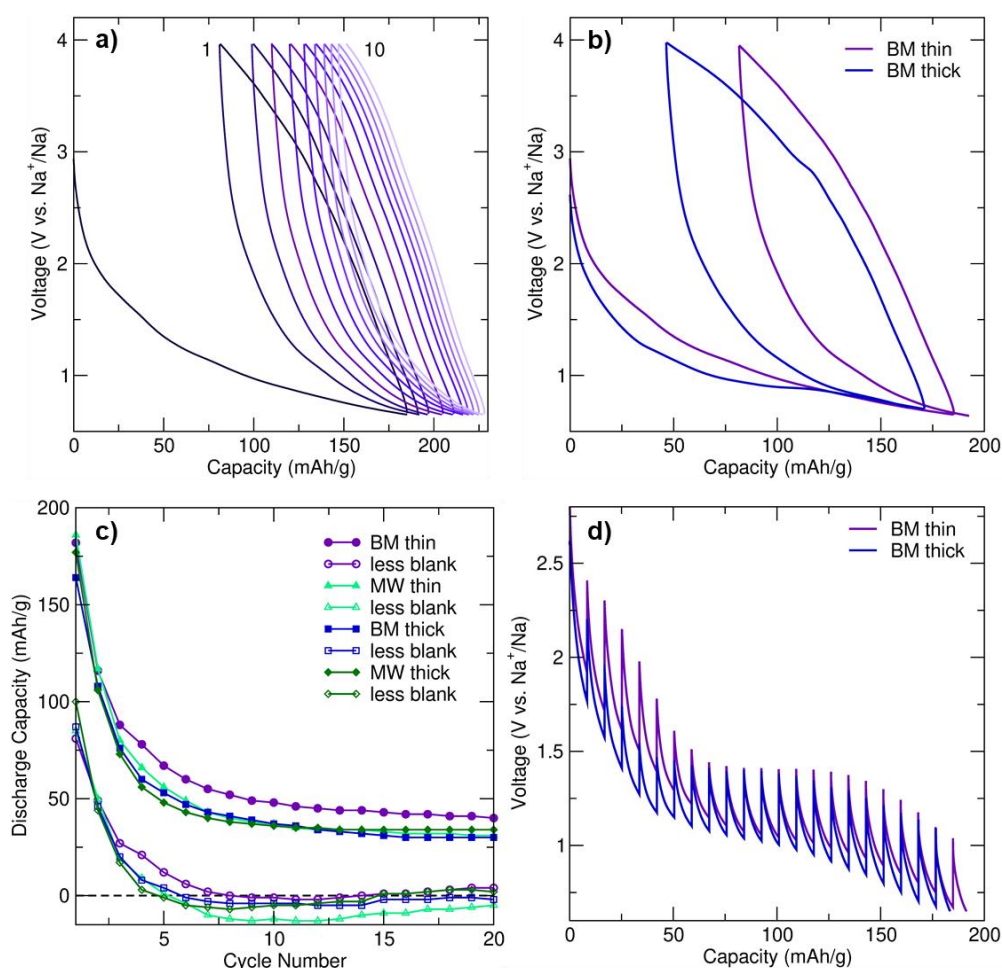 a)
1
10
4
3
2
1
Voltage (V vs. Na⁺/Na)
0
50
100
150
200
Capacity (mAh/g)
b)
BM thin
BM thick
4
3
2
1
Voltage (V vs. Na⁺/Na)
0
50
100
150
200
Capacity (mAh/g)
c)
BM thin
less blank
MW thin
less blank
BM thick
less blank
MW thick
less blank
200
150
100
50
0
Discharge Capacity (mAh/g)
5
10
15
20
Cycle Number
d)
BM thin
BM thick
2.5
2
1.5
1
Voltage (V vs. Na⁺/Na)
0
50
100
150
200
Capacity (mAh/g)